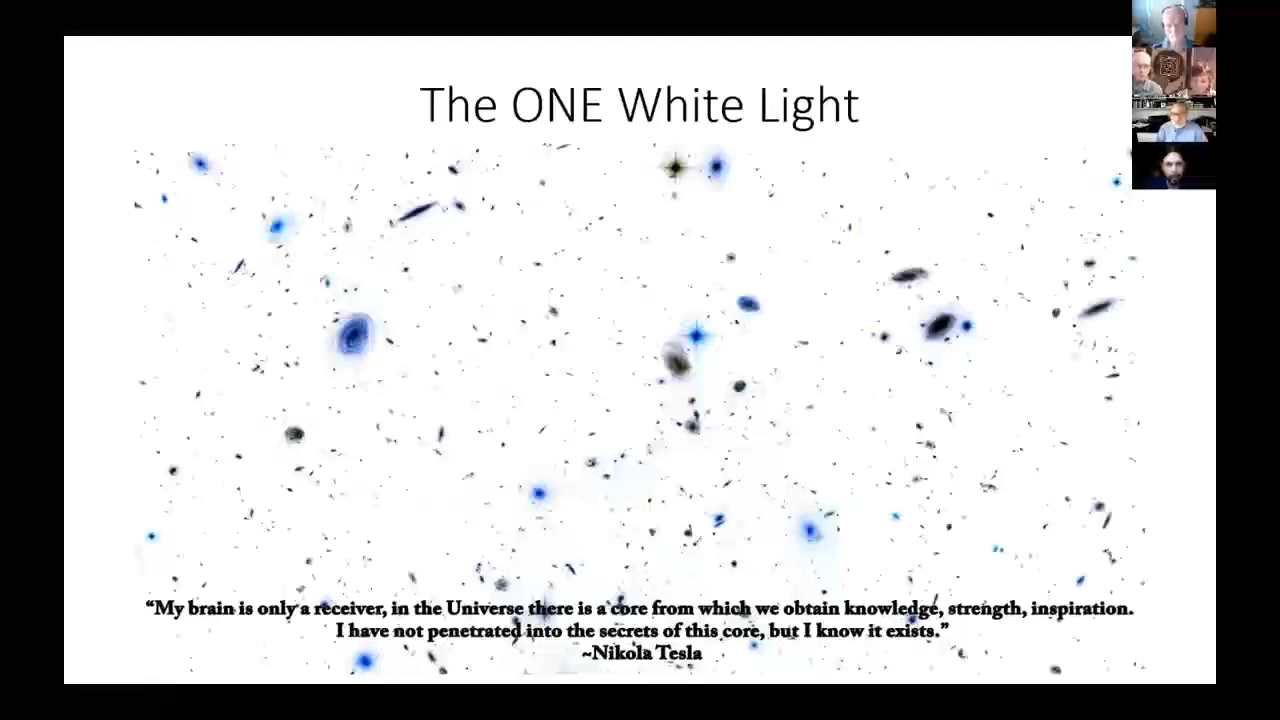 The ONE White Light
“My brain is only a receiver, in the Universe there is a core from which we obtain knowledge, strength, inspiration.
I have not penetrated into the secrets of this core, but I know it exists.”
~Nikola Tesla